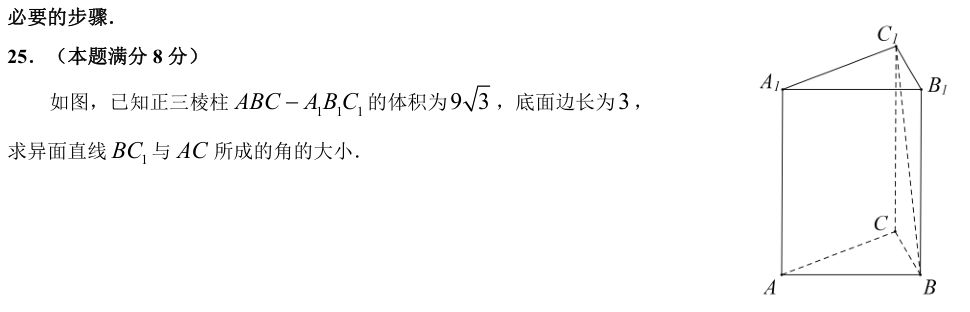 必要的步骤.
25. （本题满分 8 分）
如图，已知正三棱柱 ABC − A₁B₁C₁ 的体积为 9√3 ，底面边长为 3 ，
求异面直线 BC₁ 与 AC 所成的角的大小.
C₁
A₁
B₁
C
A
B